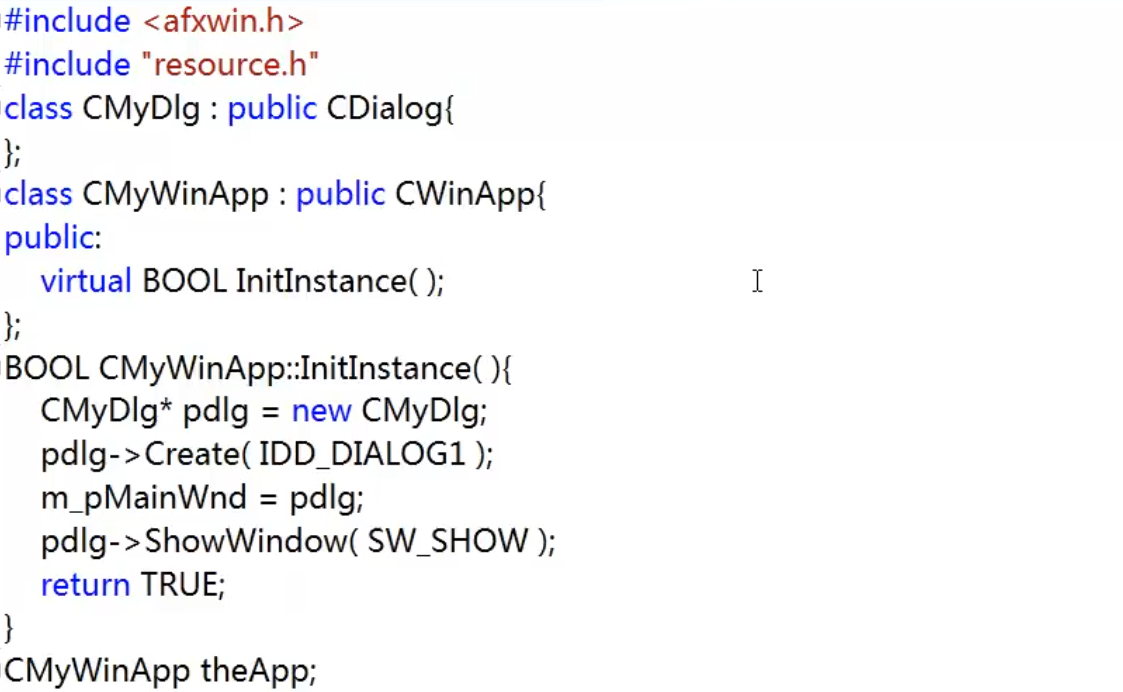 #include <afxwin.h>
#include "resource.h"
class CMyDlg : public CDialog{
};
class CMyWinApp : public CWinApp{
public:
    virtual BOOL InitInstance( );
};
BOOL CMyWinApp::InitInstance( ){
    CMyDlg* pdlg = new CMyDlg;
    pdlg->Create( IDD_DIALOG1 );
    m_pMainWnd = pdlg;
    pdlg->ShowWindow( SW_SHOW );
    return TRUE;
}
CMyWinApp theApp;